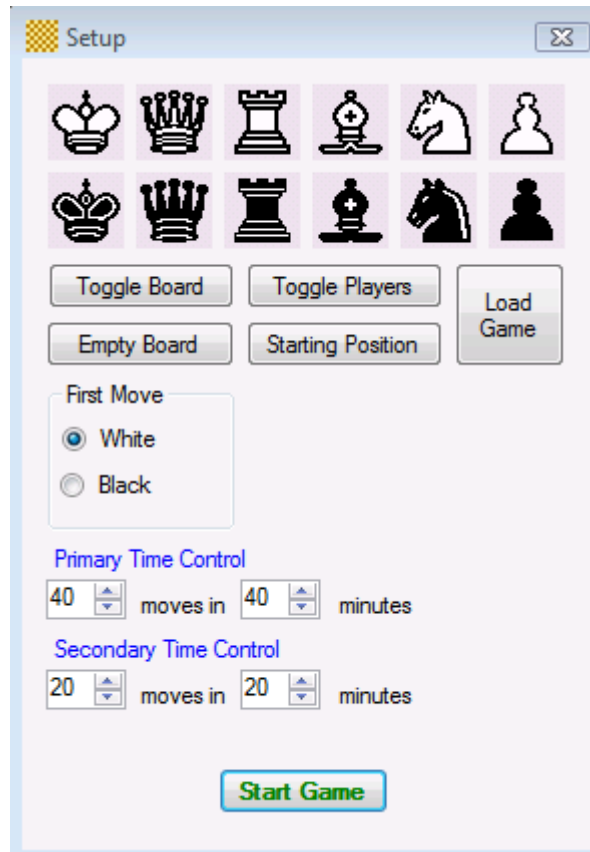 Setup
Toggle Board
Toggle Players
Load
Game
Empty Board
Starting Position
First Move
White
Black
Primary Time Control
40 moves in 40 minutes
Secondary Time Control
20 moves in 20 minutes
Start Game